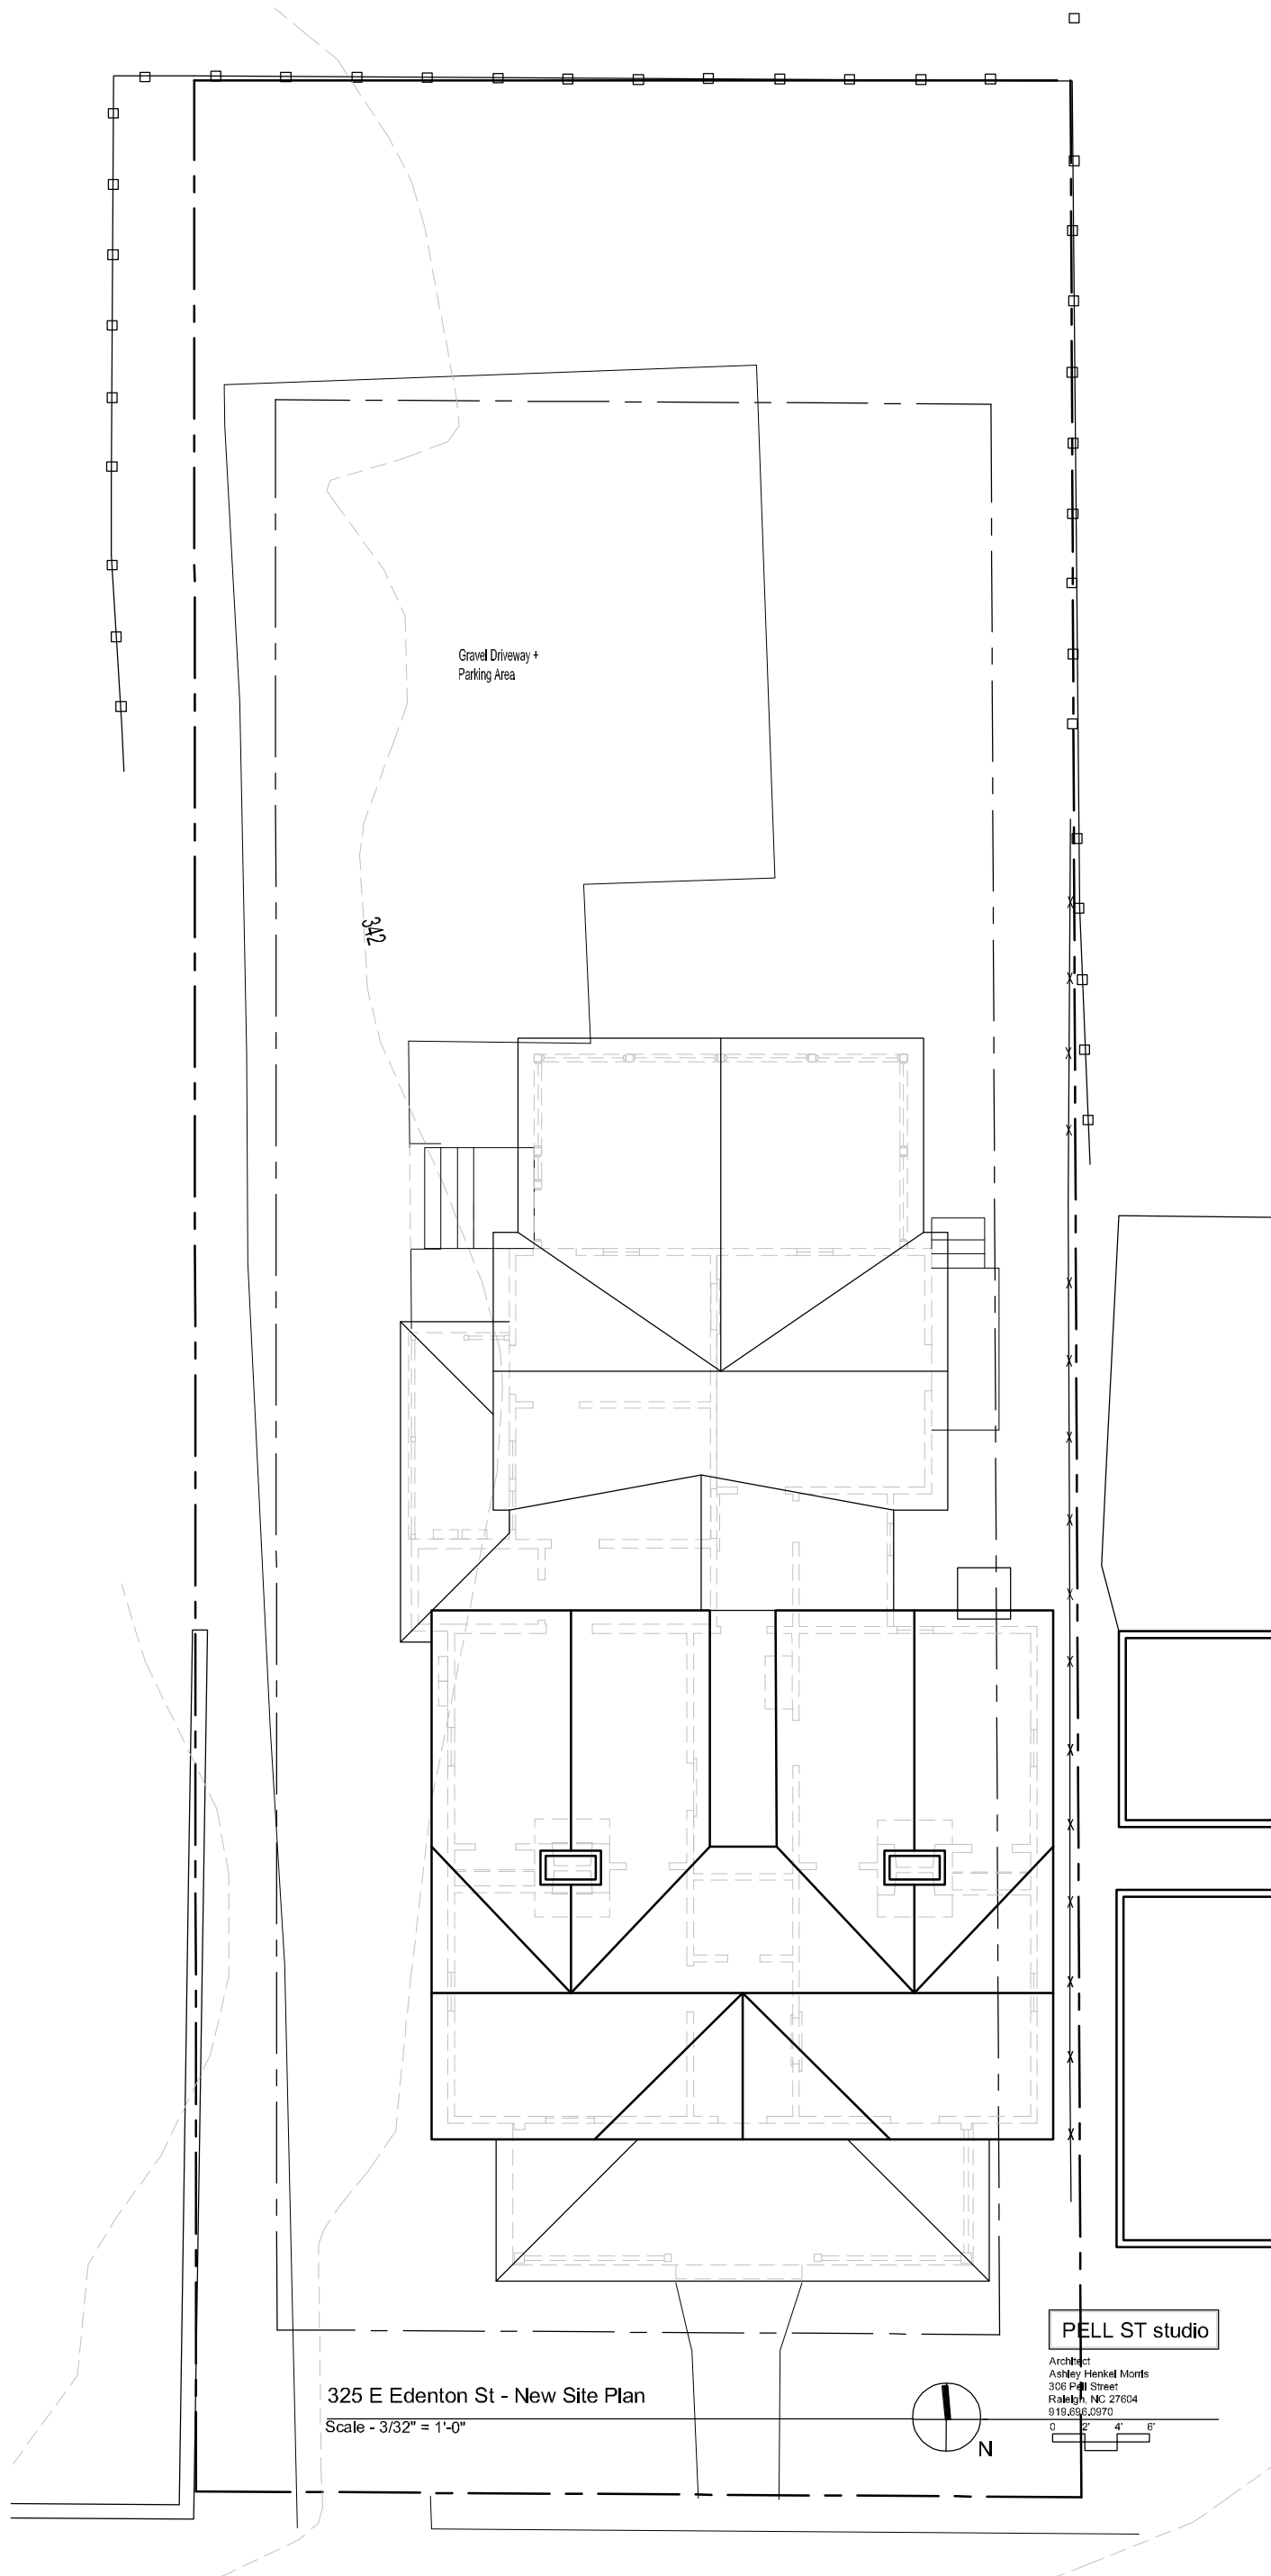 Gravel Driveway +
Parking Area
342
PELL ST studio
Architect
Ashley Henkel Morris
306 Pell Street
Raleigh, NC 27604
919.696.0970
0 2' 4' 6'
325 E Edenton St - New Site Plan
Scale - 3/32" = 1'-0"
N